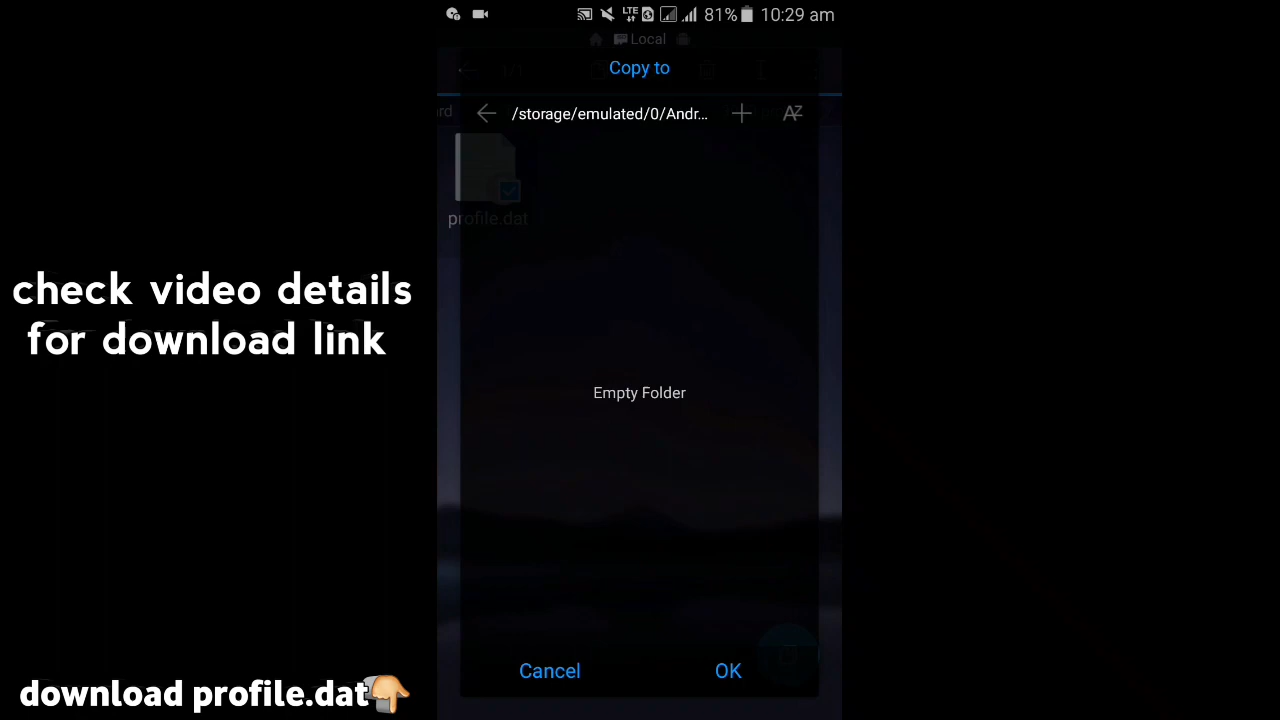 LTE 81% 10:29 am
Local
Copy to
/storage/emulated/0/Andr...
profile.dat
Empty Folder
check video details
for download link
Cancel OK
download profile.dat